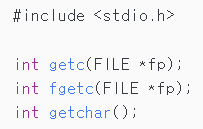 #include <stdio.h>
int getc(FILE *fp);
int fgetc(FILE *fp);
int getchar();